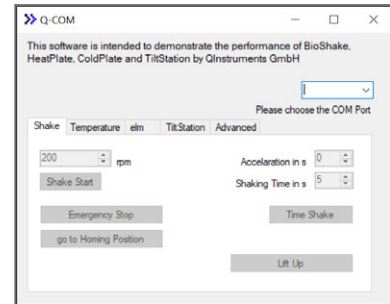 Q-COM
This software is intended to demonstrate the performance of BioShake,
HeatPlate, ColdPlate and TiltStation by QInstruments GmbH
Please choose the COM Port
Shake Temperature elm TiltStation Advanced
200 rpm Accelaration in s 0
Shake Start Shaking Time in s 5
Emergency Stop Time Shake
go to Homing Position
Lift Up